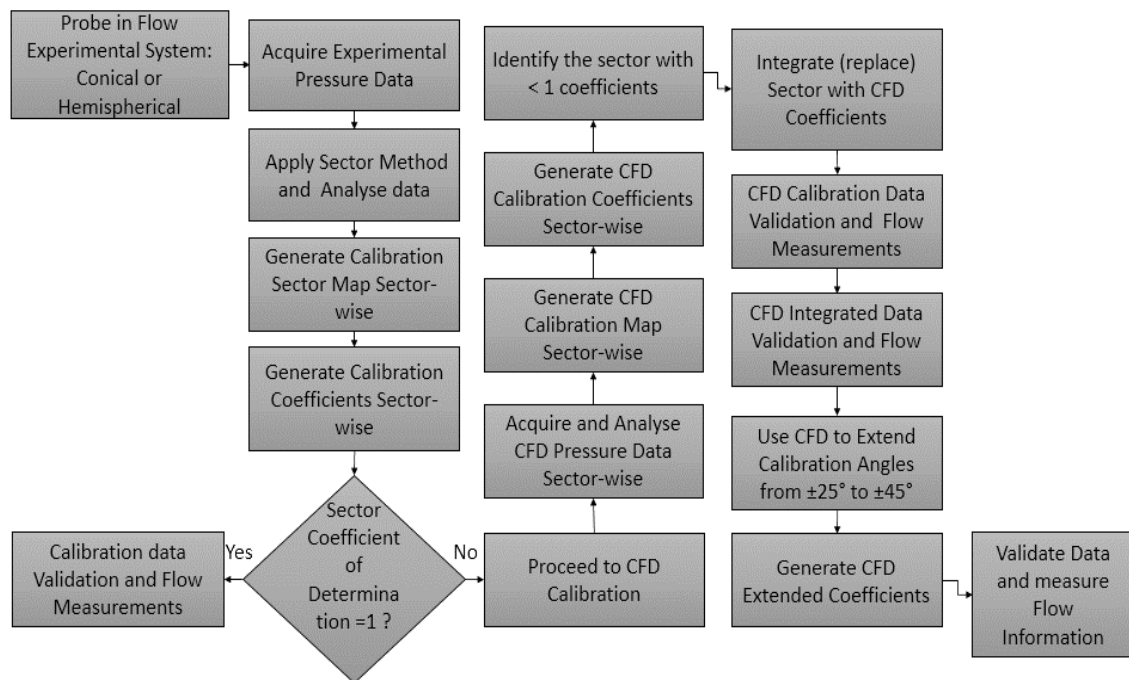 Probe in Flow
Experimental System:
Conical or
Hemispherical
Acquire Experimental
Pressure Data
Apply Sector Method
and Analyse data
Generate Calibration
Sector Map Sector-
wise
Generate Calibration
Coefficients Sector-
wise
Sector
Coefficient
of
Determina
tion =1 ?
Yes
Calibration data
Validation and Flow
Measurements
No
Proceed to CFD
Calibration
Acquire and Analyse
CFD Pressure Data
Sector-wise
Generate CFD
Calibration Map
Sector-wise
Generate CFD
Calibration Coefficients
Sector-wise
Identify the sector with
< 1 coefficients
Integrate (replace)
Sector with CFD
Coefficients
CFD Calibration Data
Validation and Flow
Measurements
CFD Integrated Data
Validation and Flow
Measurements
Use CFD to Extend
Calibration Angles
from ±25° to ±45°
Generate CFD
Extended Coefficients
Validate Data
and measure
Flow
Information